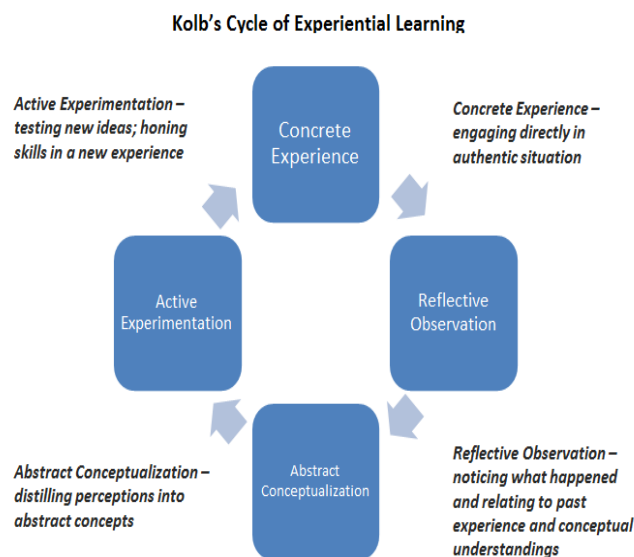 Kolb's Cycle of Experiential Learning
Active Experimentation –
testing new ideas; honing
skills in a new experience
Concrete
Experience
Concrete Experience –
engaging directly in
authentic situation
Active
Experimentation
Reflective
Observation
Abstract Conceptualization –
distilling perceptions into
abstract concepts
Abstract
Conceptualization
Reflective Observation –
noticing what happened
and relating to past
experience and conceptual
understandings